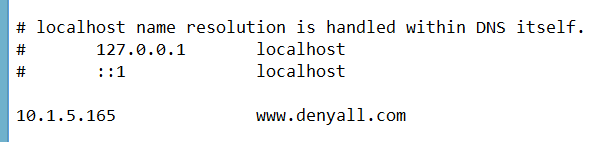 # localhost name resolution is handled within DNS itself.
#       127.0.0.1       localhost
#       ::1             localhost
10.1.5.165              www.denyall.com